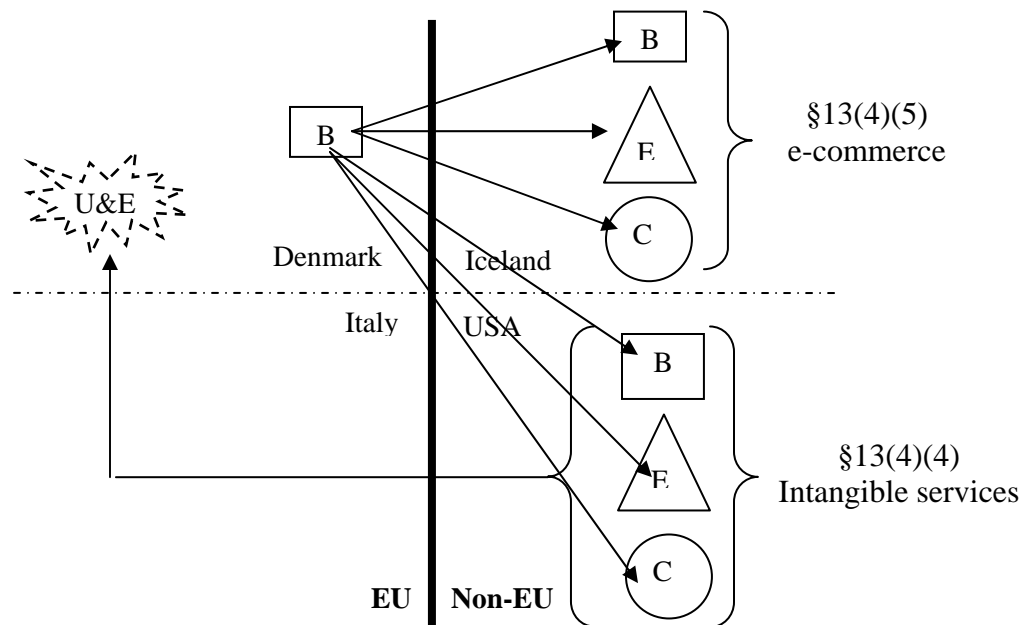 B
§13(4)(5)
e-commerce
B
E
U&E
C
Denmark
Iceland
Italy
USA
B
§13(4)(4)
Intangible services
E
C
EU
Non-EU